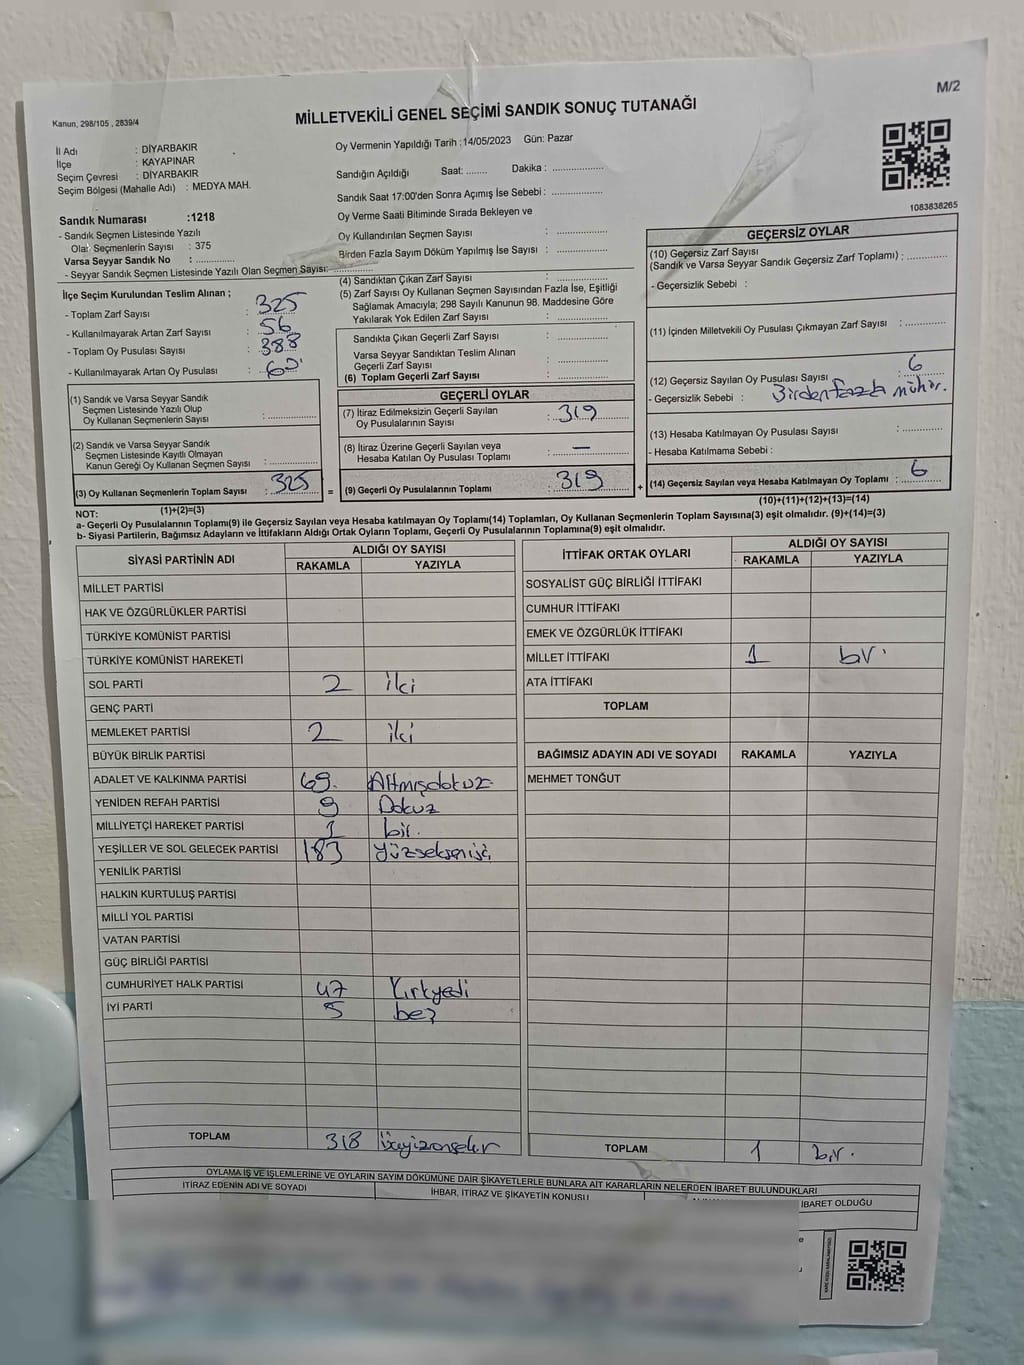 M/2
Kanun, 298/105 , 2839/4
MİLLETVEKİLİ GENEL SEÇİMİ SANDIK SONUÇ TUTANAĞI
İl Adı : DİYARBAKIR
İlçe : KAYAPINAR
Seçim Çevresi : DİYARBAKIR
Seçim Bölgesi (Mahalle Adı) : MEDYA MAH.
Sandık Numarası :1218
- Sandık Seçmen Listesinde Yazılı
Olan Seçmenlerin Sayısı : 375
Varsa Seyyar Sandık No : ..............
- Seyyar Sandık Seçmen Listesinde Yazılı Olan Seçmen Sayısı: ..............
Oy Vermenin Yapıldığı Tarih :14/05/2023 Gün: Pazar
Sandığın Açıldığı Saat: ....... Dakika : ..............
Sandık Saat 17:00'den Sonra Açımış İse Sebebi : ..............
Oy Verme Saati Bitiminde Sırada Bekleyen ve
Oy Kullandırılan Seçmen Sayısı : ..............
Birden Fazla Sayım Döküm Yapılmış İse Sayısı : ..............
1083838265
İlçe Seçim Kurulundan Teslim Alınan ;
- Toplam Zarf Sayısı : 325
- Kullanılmayarak Artan Zarf Sayısı : 56
- Toplam Oy Pusulası Sayısı : 388
- Kullanılmayarak Artan Oy Pusulası :
(1) Sandık ve Varsa Seyyar Sandık
Seçmen Listesinde Yazılı Olup
Oy Kullanan Seçmenlerin Sayısı : ..............
(2) Sandık ve Varsa Seyyar Sandık
Seçmen Listesinde Kayıtlı Olmayan
Kanun Gereği Oy Kullanan Seçmen Sayısı : ..............
(3) Oy Kullanan Seçmenlerin Toplam Sayısı : 325
(1)+(2)=(3)
(4) Sandıktan Çıkan Zarf Sayısı : ..............
(5) Zarf Sayısı Oy Kullanan Seçmen Sayısından Fazla İse, Eşitliği
Sağlamak Amacıyla; 298 Sayılı Kanunun 98. Maddesine Göre
Yakılarak Yok Edilen Zarf Sayısı : ..............
Sandıkta Çıkan Geçerli Zarf Sayısı : ..............
Varsa Seyyar Sandıktan Teslim Alınan
Geçerli Zarf Sayısı : ..............
(6) Toplam Geçerli Zarf Sayısı : ..............
GEÇERLİ OYLAR
(7) İtiraz Edilmeksizin Geçerli Sayılan
Oy Pusulalarının Sayısı : 319
(8) İtiraz Üzerine Geçerli Sayılan veya
Hesaba Katılan Oy Pusulası Toplamı : —
= (9) Geçerli Oy Pusulalarının Toplamı : 319 +
GEÇERSİZ OYLAR
(10) Geçersiz Zarf Sayısı
(Sandık ve Varsa Seyyar Sandık Geçersiz Zarf Toplamı) : ..............
- Geçersizlik Sebebi :
(11) İçinden Milletvekili Oy Pusulası Çıkmayan Zarf Sayısı : ..............
(12) Geçersiz Sayılan Oy Pusulası Sayısı : 6
- Geçersizlik Sebebi : Birden fazla mühür.
(13) Hesaba Katılmayan Oy Pusulası Sayısı : ..............
- Hesaba Katılmama Sebebi :
(14) Geçersiz Sayılan veya Hesaba Katılmayan Oy Toplamı : 6
(10)+(11)+(12)+(13)=(14)
NOT:
a- Geçerli Oy Pusulalarının Toplamı(9) ile Geçersiz Sayılan veya Hesaba katılmayan Oy Toplamı(14) Toplamları, Oy Kullanan Seçmenlerin Toplam Sayısına(3) eşit olmalıdır. (9)+(14)=(3)
b- Siyasi Partilerin, Bağımsız Adayların ve İttifakların Aldığı Ortak Oyların Toplamı, Geçerli Oy Pusulalarının Toplamına(9) eşit olmalıdır.
SİYASİ PARTİNİN ADI ALDIĞI OY SAYISI
RAKAMLA YAZIYLA
MİLLET PARTİSİ
HAK VE ÖZGÜRLÜKLER PARTİSİ
TÜRKİYE KOMÜNİST PARTİSİ
TÜRKİYE KOMÜNİST HAREKETİ
SOL PARTİ 2 iki
GENÇ PARTİ
MEMLEKET PARTİSİ 2 iki
BÜYÜK BİRLİK PARTİSİ
ADALET VE KALKINMA PARTİSİ 69 Altmışdokuz
YENİDEN REFAH PARTİSİ 9 Dokuz
MİLLİYETÇİ HAREKET PARTİSİ 1 bir.
YEŞİLLER VE SOL GELECEK PARTİSİ 183
YENİLİK PARTİSİ
HALKIN KURTULUŞ PARTİSİ
MİLLİ YOL PARTİSİ
VATAN PARTİSİ
GÜÇ BİRLİĞİ PARTİSİ
CUMHURİYET HALK PARTİSİ 47 Kırkyedi
İYİ PARTİ 5 beş
TOPLAM 318
İTTİFAK ORTAK OYLARI ALDIĞI OY SAYISI
RAKAMLA YAZIYLA
SOSYALİST GÜÇ BİRLİĞİ İTTİFAKI
CUMHUR İTTİFAKI
EMEK VE ÖZGÜRLÜK İTTİFAKI
MİLLET İTTİFAKI 1 bir.
ATA İTTİFAKI
TOPLAM
BAĞIMSIZ ADAYIN ADI VE SOYADI RAKAMLA YAZIYLA
MEHMET TONĞUT
TOPLAM 1 bir.
OYLAMA İŞ VE İŞLEMLERİNE VE OYLARIN SAYIM DÖKÜMÜNE DAİR ŞİKAYETLERLE BUNLARA AİT KARARLARIN NELERDEN İBARET BULUNDUKLARI
İTİRAZ EDENİN ADI VE SOYADI İHBAR, İTİRAZ VE ŞİKAYETİN KONUSU İBARET OLDUĞU